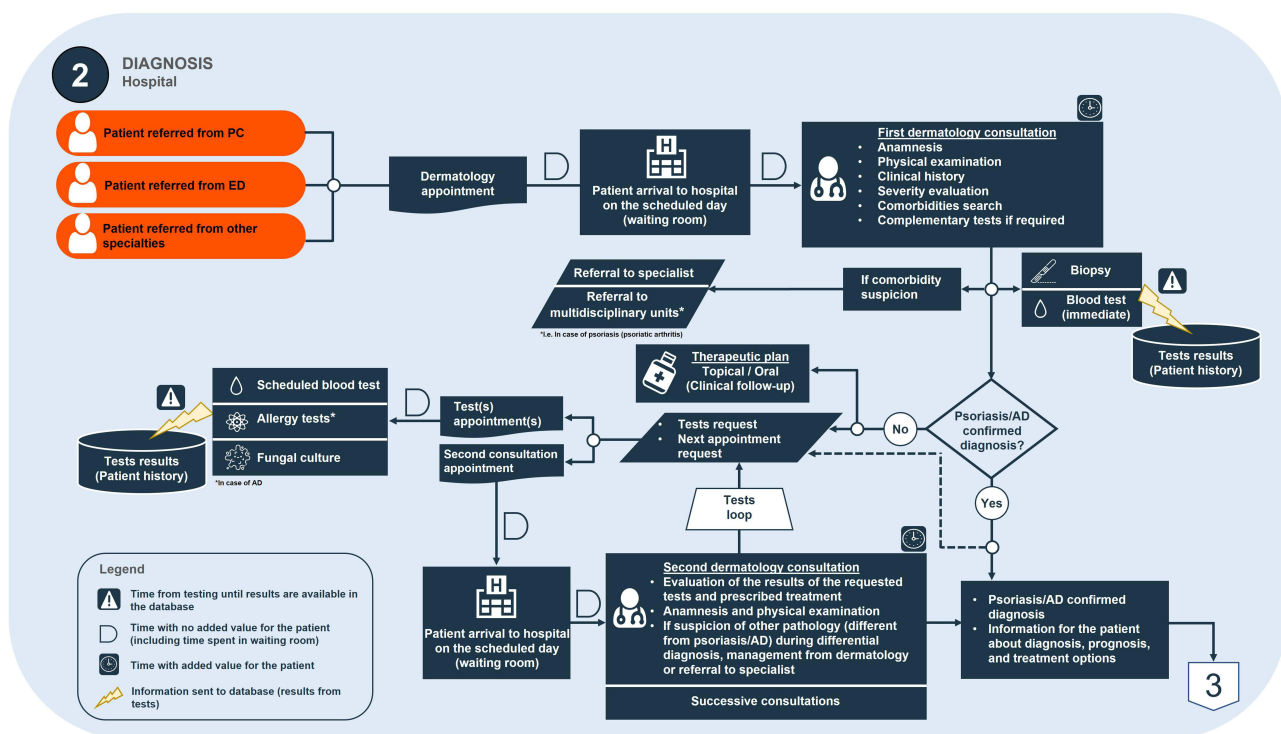 2
DIAGNOSIS
Hospital
Patient referred from PC
Patient referred from ED
Patient referred from other
specialties
Dermatology
appointment
H
Patient arrival to hospital
on the scheduled day
(waiting room)
First dermatology consultation
• Anamnesis
• Physical examination
• Clinical history
• Severity evaluation
• Comorbidities search
• Complementary tests if required
Referral to specialist
Referral to
multidisciplinary units*
*I.e. In case of psoriasis (psoriatic arthritis)
If comorbidity
suspicion
Biopsy
Blood test
(immediate)
Tests results
(Patient history)
Therapeutic plan
Topical / Oral
(Clinical follow-up)
Psoriasis/AD
confirmed
diagnosis?
No
Yes
• Tests request
• Next appointment
request
Test(s)
appointment(s)
Second consultation
appointment
Scheduled blood test
Allergy tests*
Fungal culture
*In case of AD
Tests results
(Patient history)
Tests
loop
H
Patient arrival to hospital
on the scheduled day
(waiting room)
Second dermatology consultation
• Evaluation of the results of the requested
tests and prescribed treatment
• Anamnesis and physical examination
• If suspicion of other pathology (different
from psoriasis/AD) during differential
diagnosis, management from dermatology
or referral to specialist
Successive consultations
• Psoriasis/AD confirmed
diagnosis
• Information for the patient
about diagnosis, prognosis,
and treatment options
3
Legend
Time from testing until results are available in
the database
Time with no added value for the patient
(including time spent in waiting room)
Time with added value for the patient
Information sent to database (results from
tests)